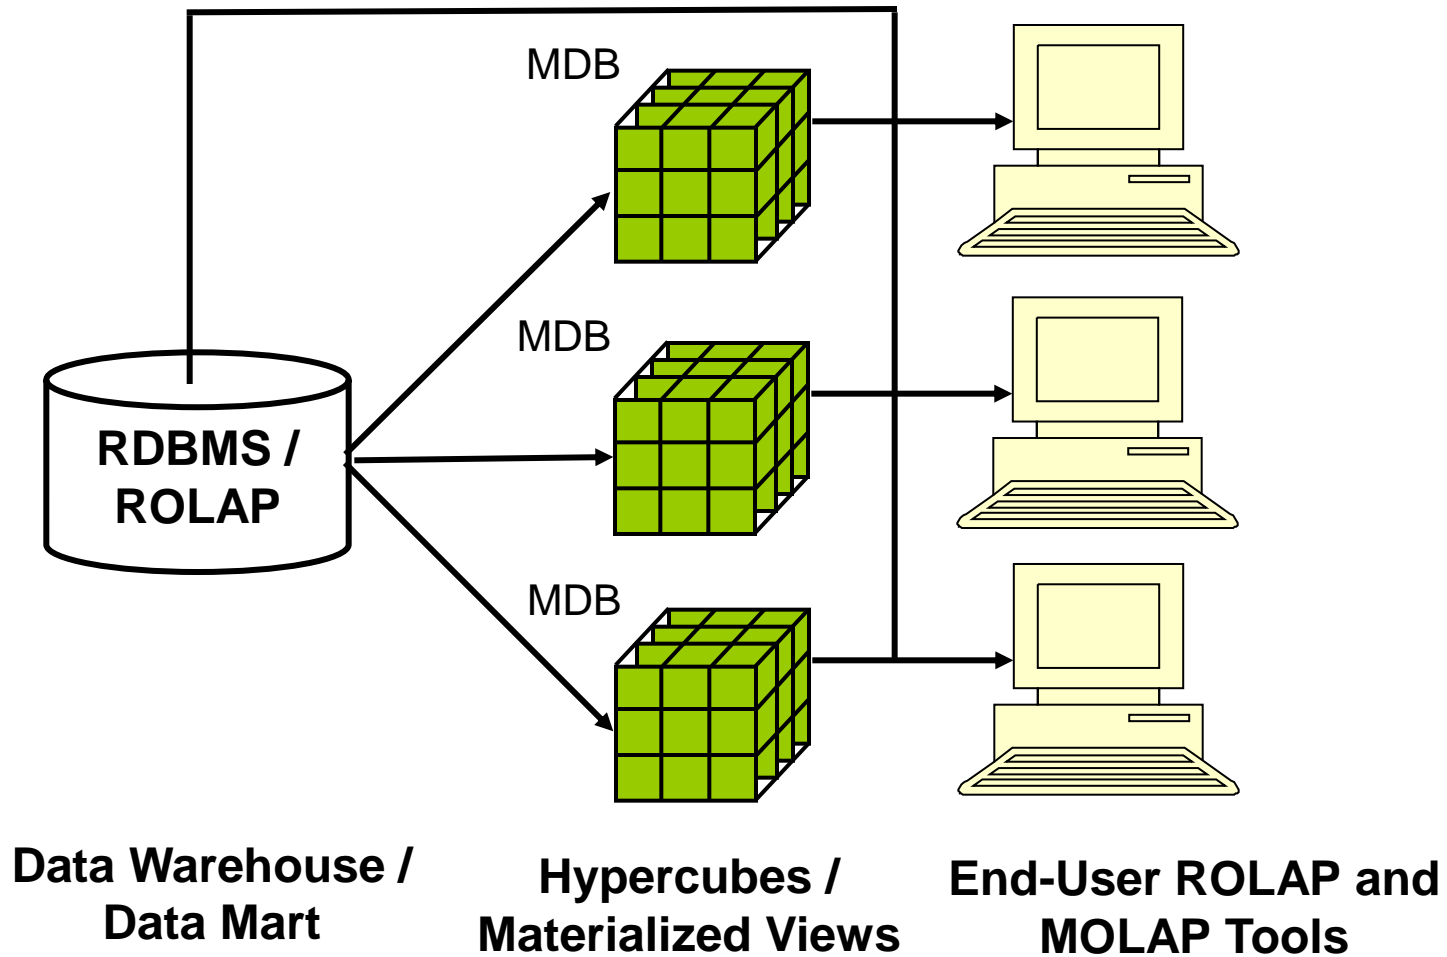 MDB
MDB
RDBMS /
ROLAP
MDB
Data Warehouse /
Data Mart
Hypercubes /
Materialized Views
End-User ROLAP and
MOLAP Tools